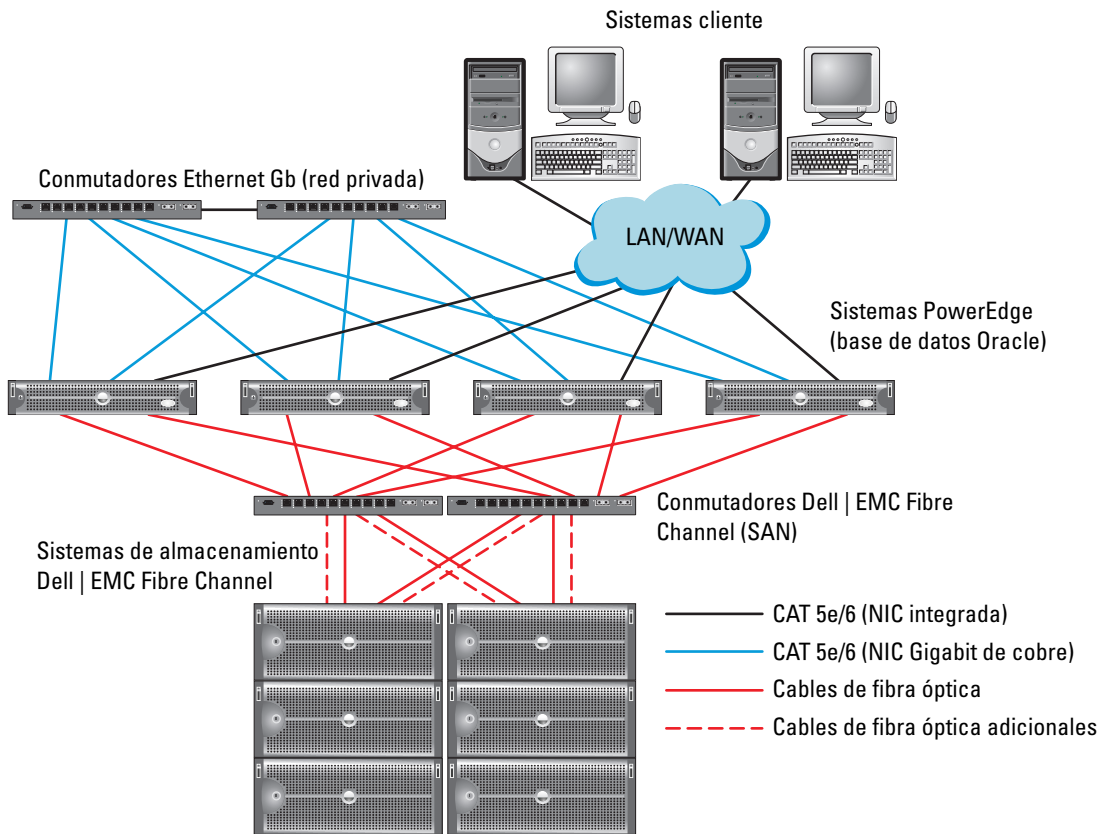 Sistemas cliente
Conmutadores Ethernet Gb (red privada)
LAN/WAN
Sistemas PowerEdge
(base de datos Oracle)
Conmutadores Dell | EMC Fibre
Channel (SAN)
Sistemas de almacenamiento
Dell | EMC Fibre Channel
CAT 5e/6 (NIC integrada)
CAT 5e/6 (NIC Gigabit de cobre)
Cables de fibra óptica
Cables de fibra óptica adicionales